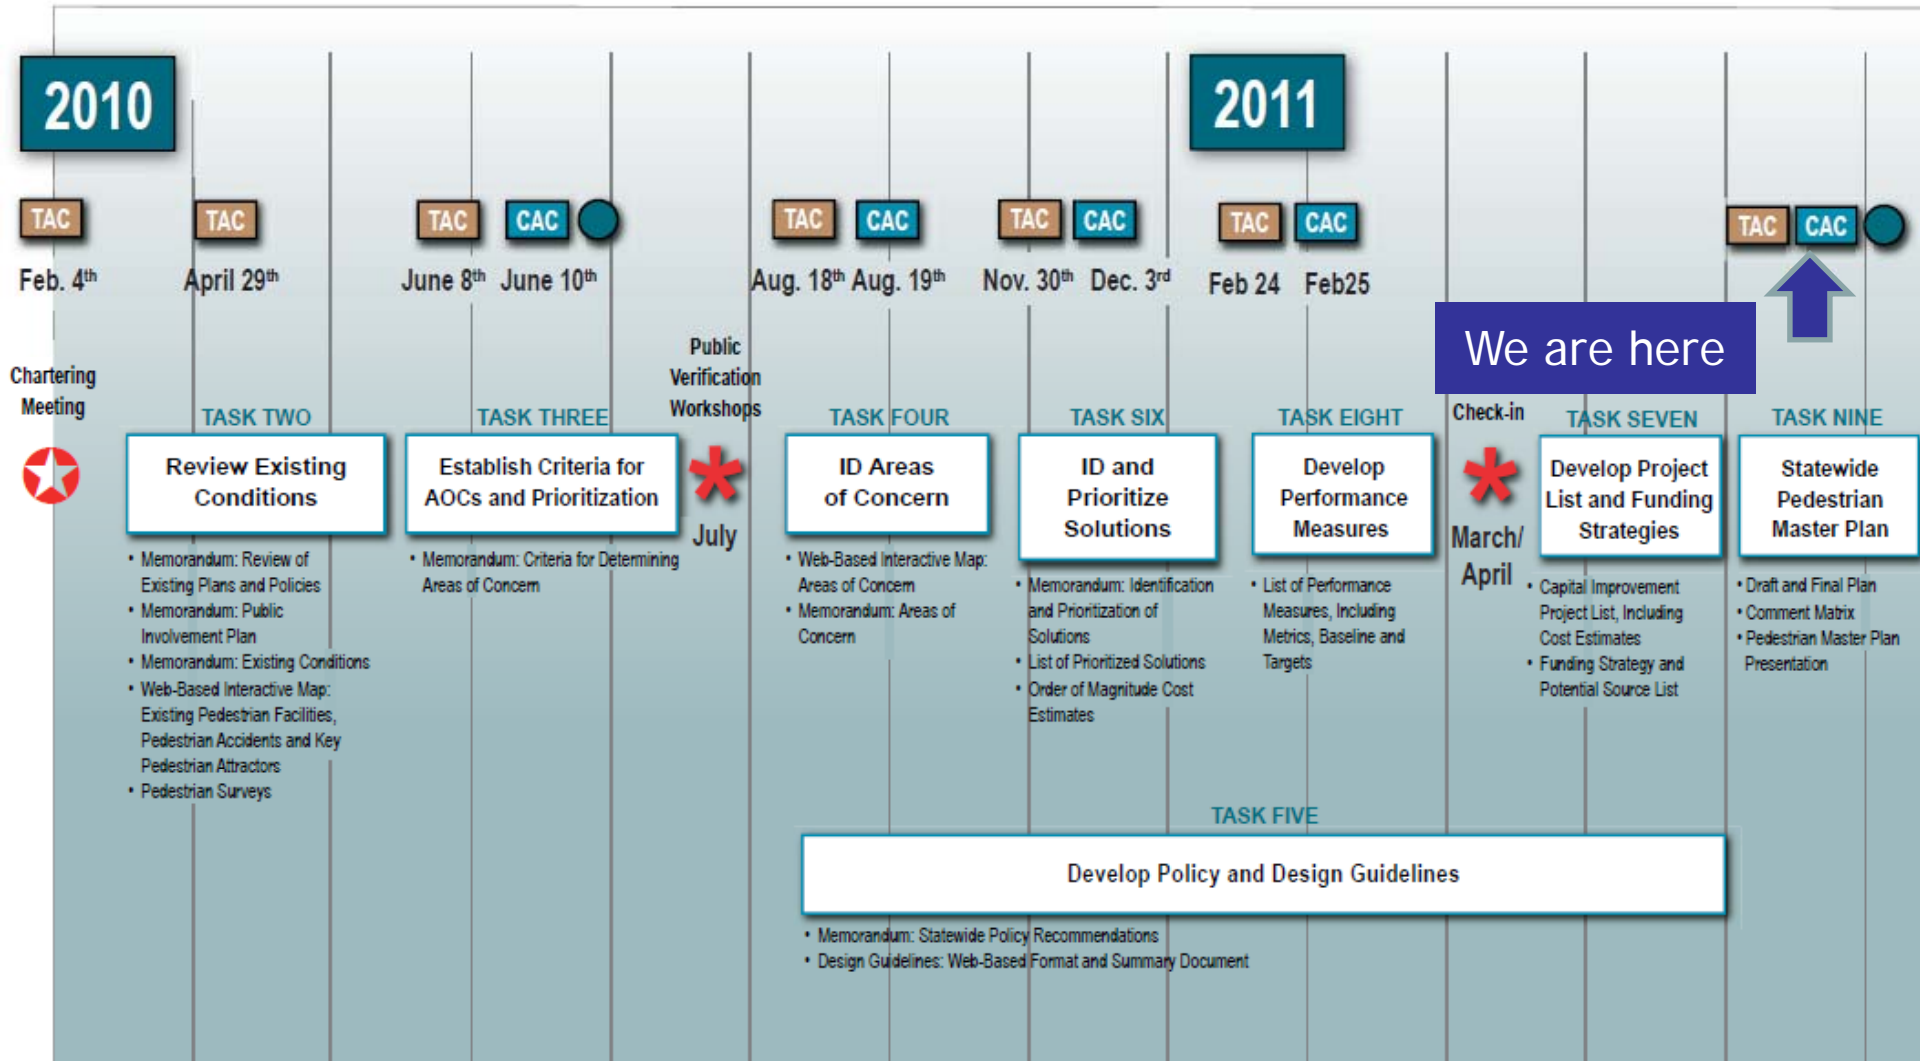 2010
2011
TAC
TAC
TAC CAC
TAC CAC
TAC CAC
TAC CAC
TAC CAC
Feb. 4th
April 29th
June 8th June 10th
Aug. 18th Aug. 19th
Nov. 30th Dec. 3rd
Feb 24 Feb25
We are here
Chartering
Meeting
TASK TWO
Review Existing
Conditions
• Memorandum: Review of
Existing Plans and Policies
• Memorandum: Public
Involvement Plan
• Memorandum: Existing Conditions
• Web-Based Interactive Map:
Existing Pedestrian Facilities,
Pedestrian Accidents and Key
Pedestrian Attractors
• Pedestrian Surveys
TASK THREE
Establish Criteria for
AOCs and Prioritization
• Memorandum: Criteria for Determining
Areas of Concern
Public
Verification
Workshops
July
TASK FOUR
ID Areas
of Concern
• Web-Based Interactive Map:
Areas of Concern
• Memorandum: Areas of
Concern
TASK SIX
ID and
Prioritize
Solutions
• Memorandum: Identification
and Prioritization of
Solutions
• List of Prioritized Solutions
• Order of Magnitude Cost
Estimates
TASK EIGHT
Develop
Performance
Measures
• List of Performance
Measures, Including
Metrics, Baseline and
Targets
Check-in
March/
April
TASK SEVEN
Develop Project
List and Funding
Strategies
• Capital Improvement
Project List, Including
Cost Estimates
• Funding Strategy and
Potential Source List
TASK NINE
Statewide
Pedestrian
Master Plan
• Draft and Final Plan
• Comment Matrix
• Pedestrian Master Plan
Presentation
TASK FIVE
Develop Policy and Design Guidelines
• Memorandum: Statewide Policy Recommendations
• Design Guidelines: Web-Based Format and Summary Document